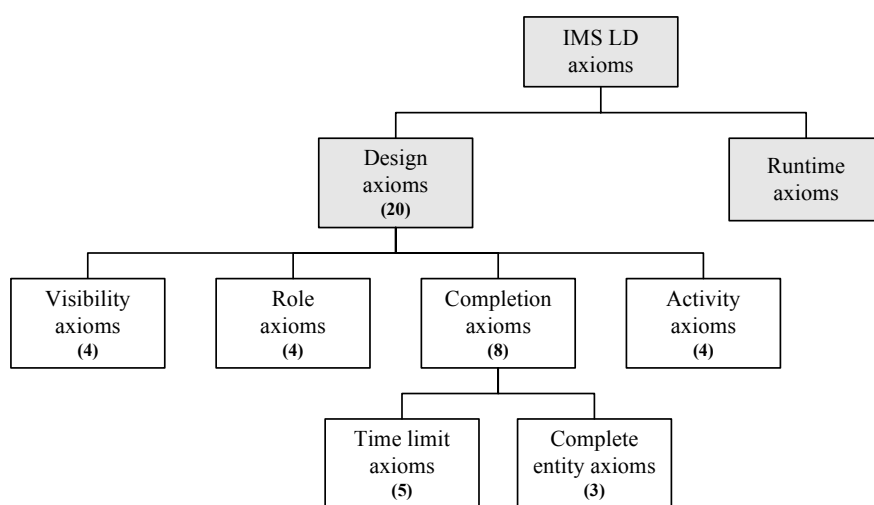 IMS LD
axioms
Design
axioms
(20)
Runtime
axioms
Visibility
axioms
(4)
Role
axioms
(4)
Completion
axioms
(8)
Activity
axioms
(4)
Time limit
axioms
(5)
Complete
entity axioms
(3)